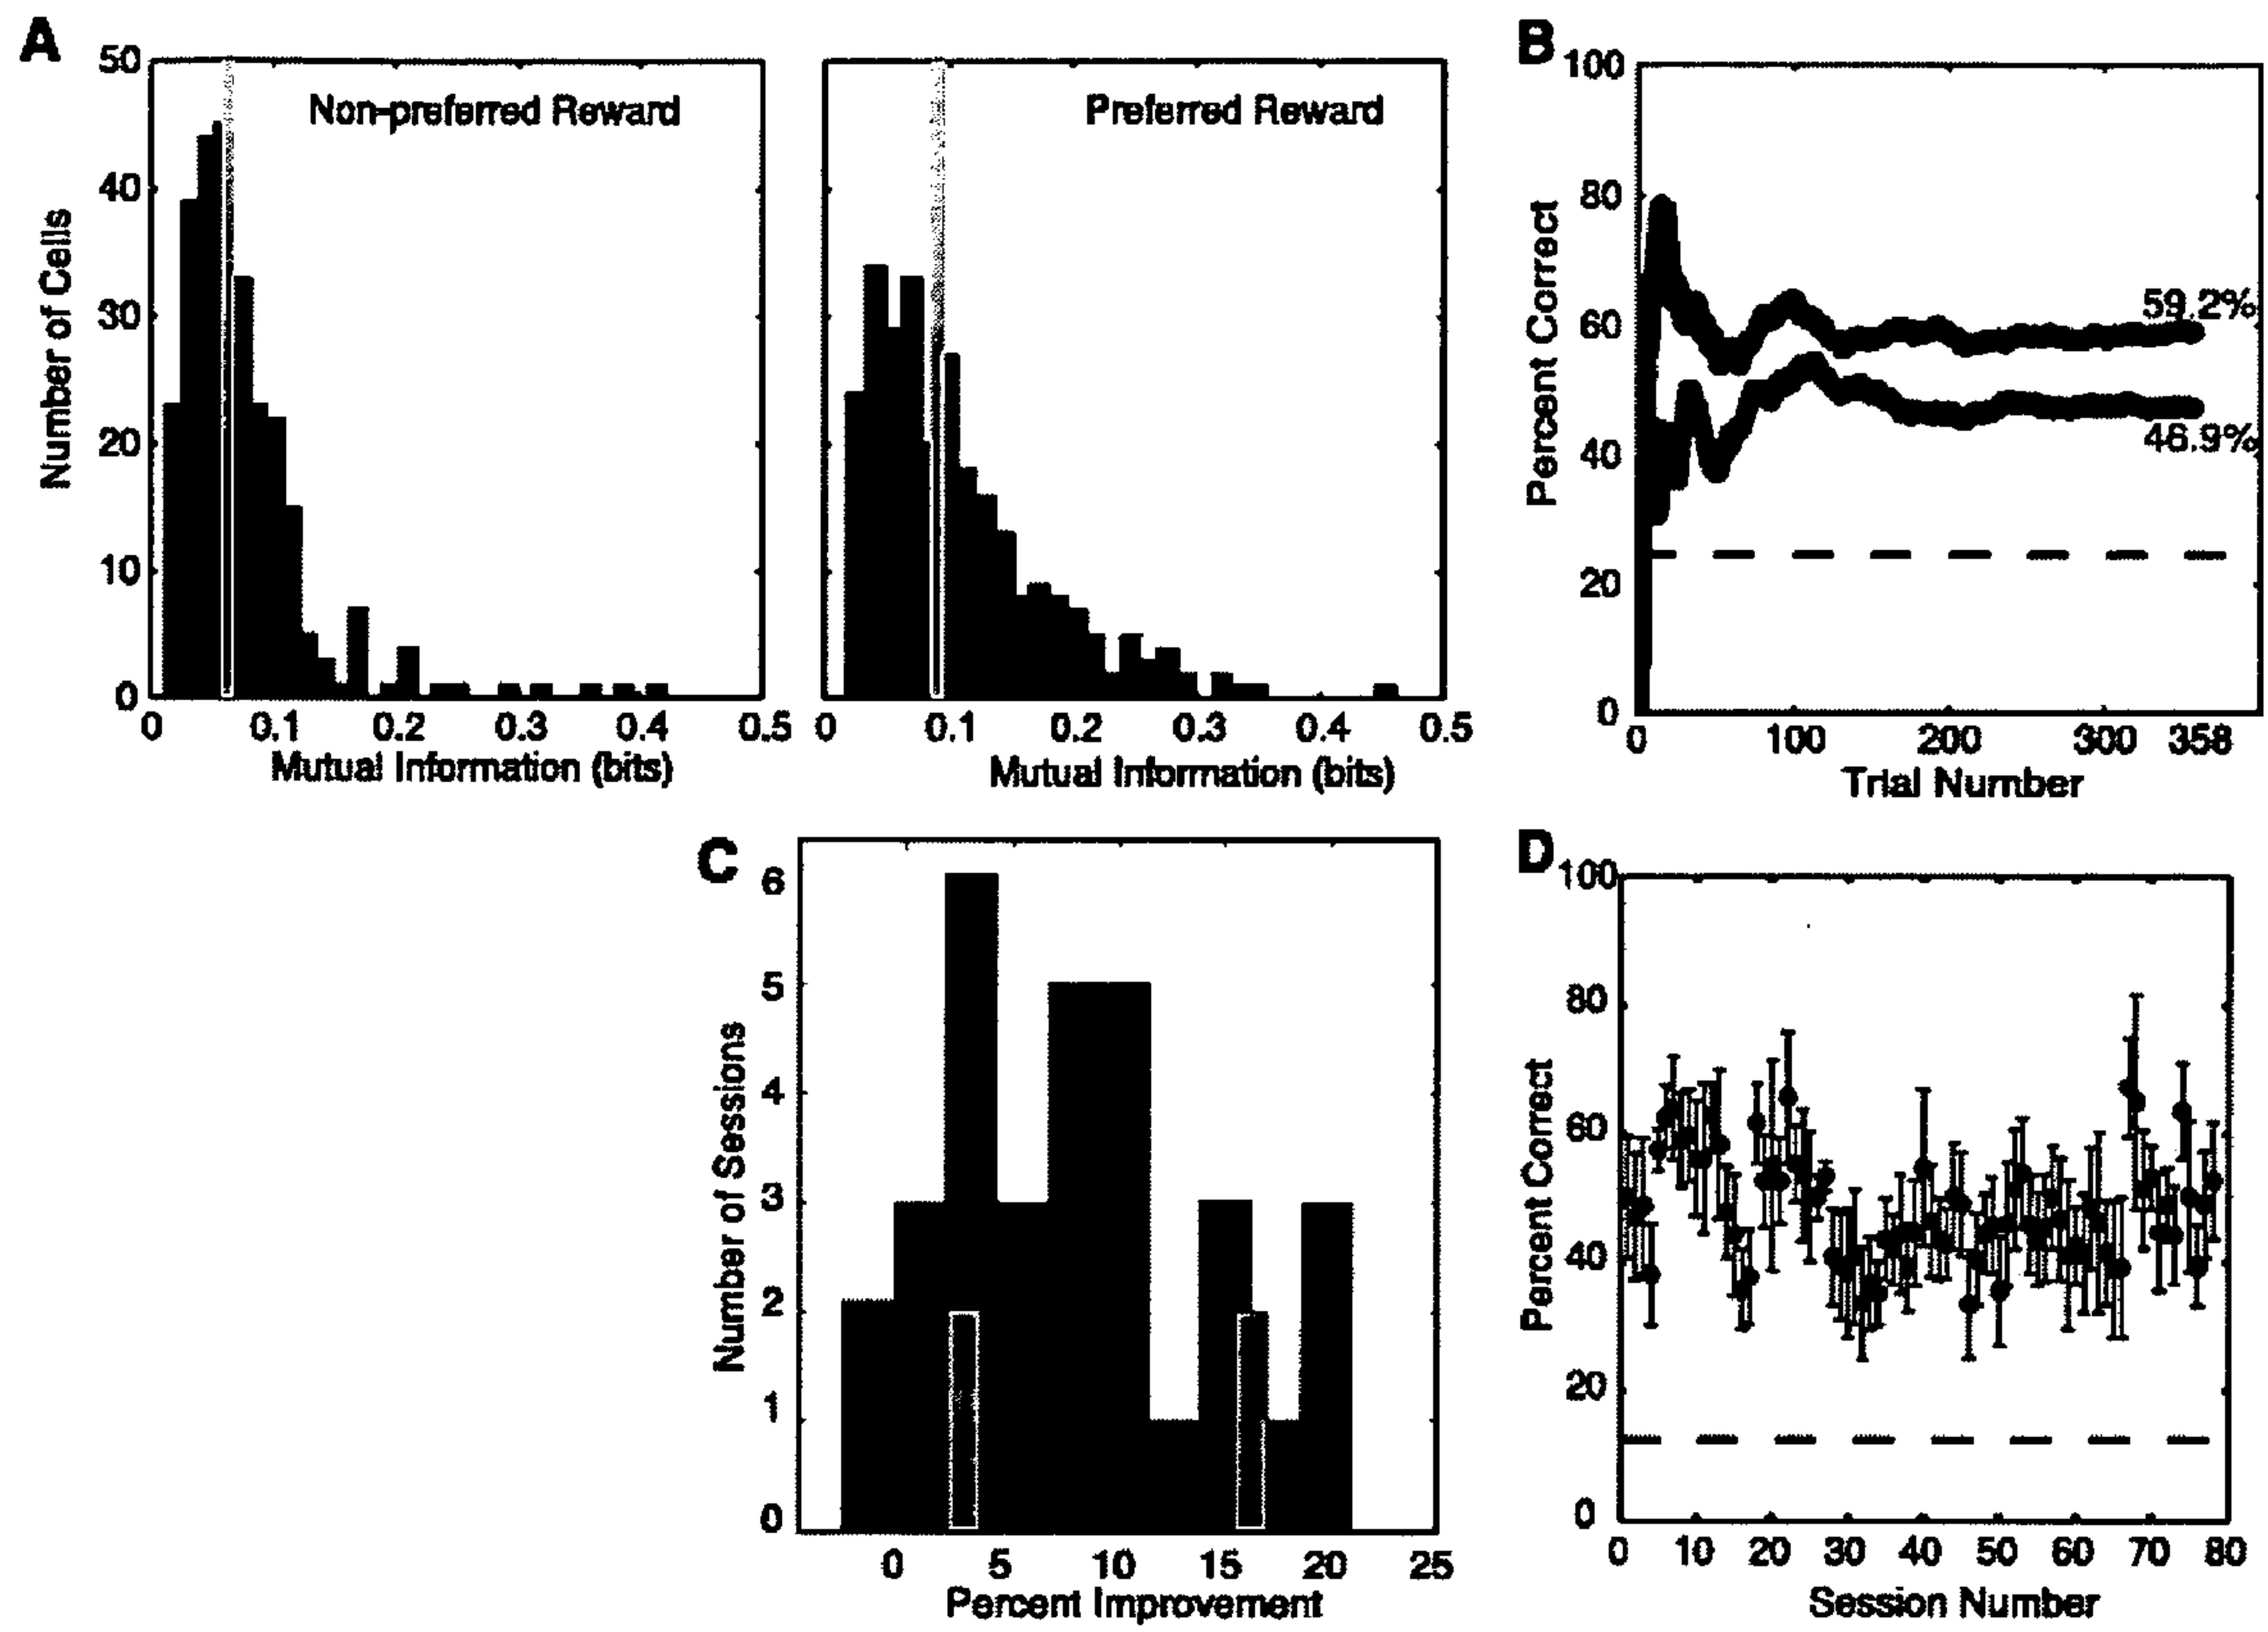 A
50
40
30
20
10
0
Number of Cells
Non-preferred Reward
0 0.1 0.2 0.3 0.4 0.5
Mutual Information (bits)
Preferred Reward
0 0.1 0.2 0.3 0.4 0.5
Mutual Information (bits)
B
100
80
60
40
20
0
Percent Correct
59.2%
46.9%
0 100 200 300 358
Trial Number
C
6
5
4
3
2
1
0
Number of Sessions
0 5 10 15 20 25
Percent Improvement
D
100
80
60
40
20
0
Percent Correct
0 10 20 30 40 50 60 70 80
Session Number